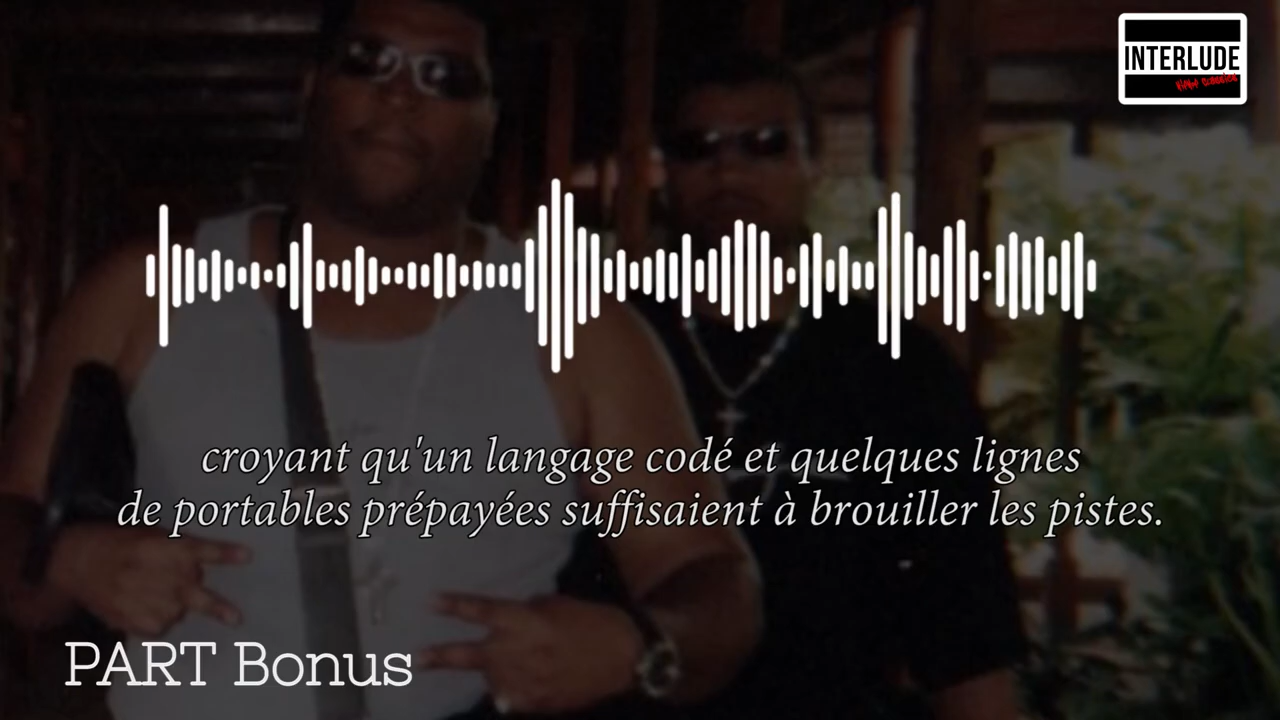 INTERLUDE
croyant qu'un langage codé et quelques lignes
de portables prépayées suffisaient à brouiller les pistes.
PART Bonus